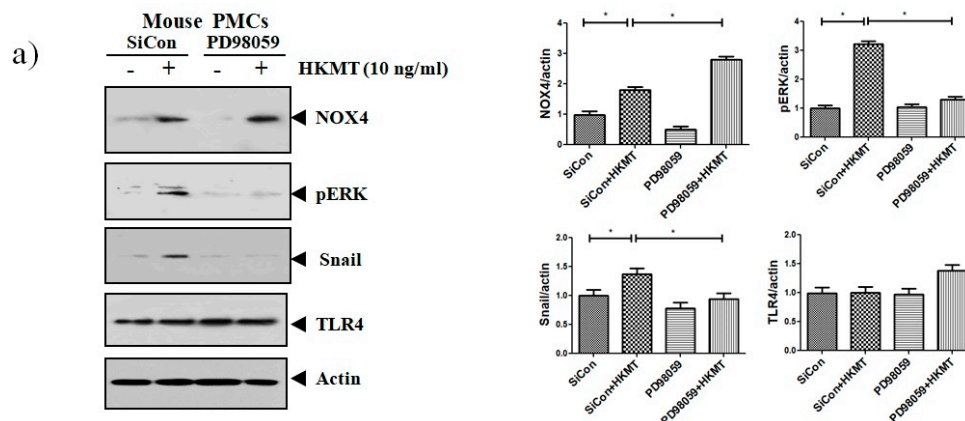 a)
Mouse PMCs
SiCon PD98059
- + - + HKMT (10 ng/ml)
NOX4
pERK
Snail
TLR4
Actin
NOX4/actin
4
3
2
1
0
* *
SiCon
SiCon+HKMT
PD98059
PD98059+HKMT
pERK/actin
4
3
2
1
0
* *
SiCon
SiCon+HKMT
PD98059
PD98059+HKMT
Snail/actin
2.0
1.5
1.0
0.5
0.0
* *
SiCon
SiCon+HKMT
PD98059
PD98059+HKMT
TLR4/actin
2.0
1.5
1.0
0.5
0.0
SiCon
SiCon+HKMT
PD98059
PD98059+HKMT